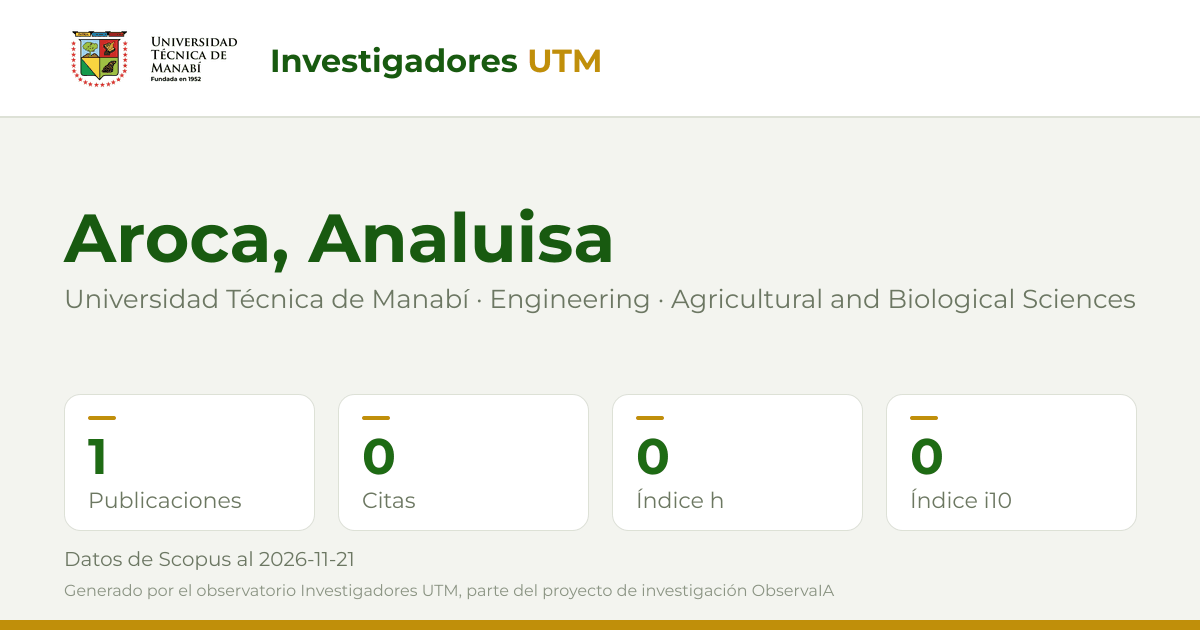 UNIVERSIDAD
TÉCNICA DE
MANABÍ
Fundada en 1952
Investigadores UTM
Aroca, Analuisa
Universidad Técnica de Manabí · Engineering · Agricultural and Biological Sciences
1
Publicaciones
0
Citas
0
Índice h
0
Índice i10
Datos de Scopus al 2026-11-21
Generado por el observatorio Investigadores UTM, parte del proyecto de investigación ObservaIA